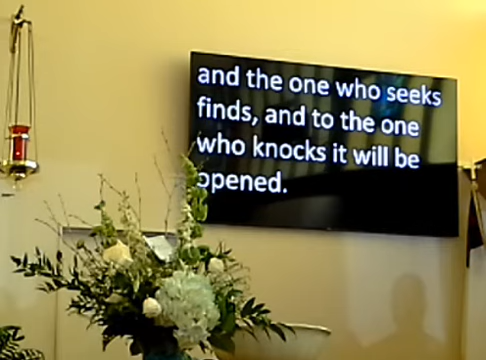 and the one who seeks
finds, and to the one
who knocks it will be
opened.